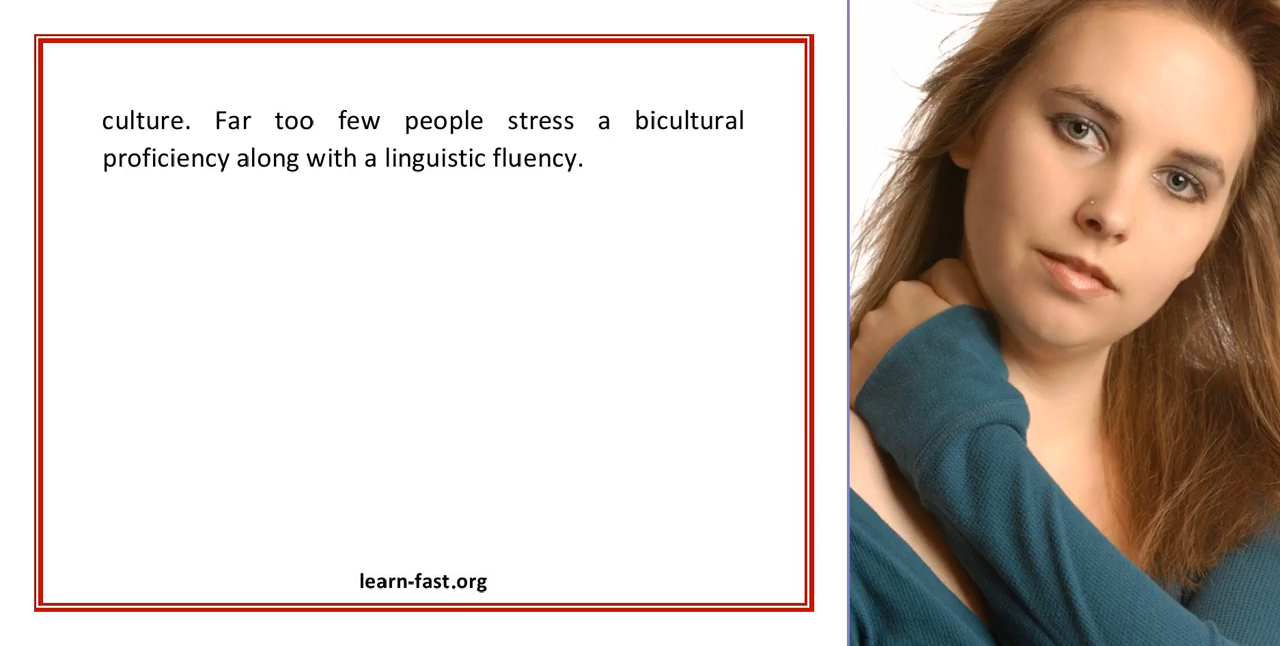 culture. Far too few people stress a bicultural
proficiency along with a linguistic fluency.
learn-fast.org